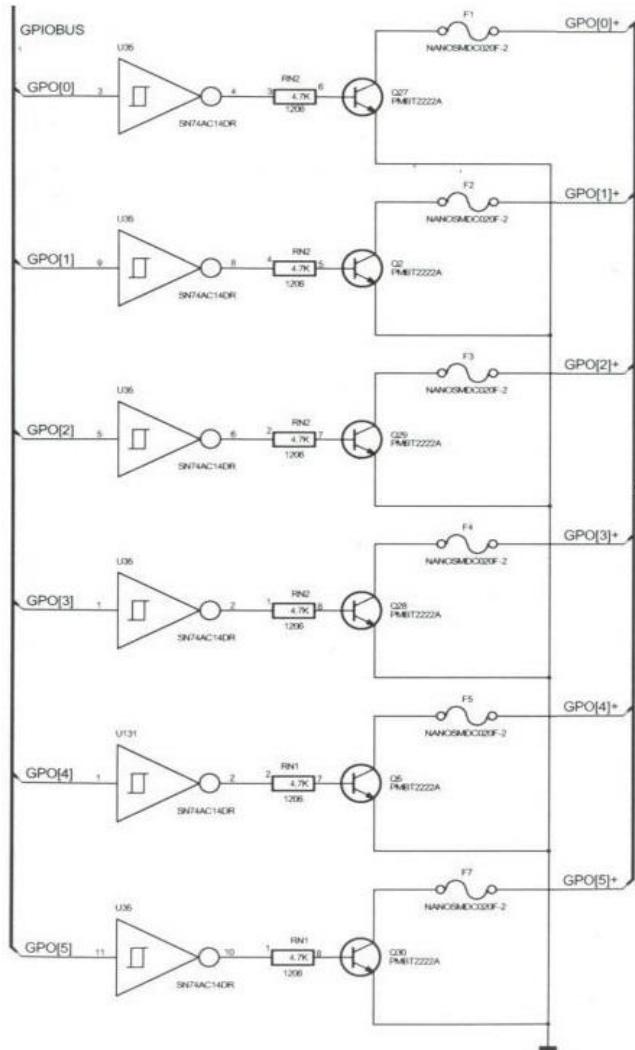 GPIOBUS
F1
GPO[0]+
NANOSMDC020F-2
U35
GPO[0]
3
4
RN2
3
4.7K
6
1206
Q27
PMBT2222A
SN74AC14DR
F2
GPO[1]+
NANOSMDC020F-2
U35
GPO[1]
9
8
RN2
4
4.7K
5
1206
Q2
PMBT2222A
SN74AC14DR
F3
GPO[2]+
NANOSMDC020F-2
U35
GPO[2]
5
6
RN2
2
4.7K
7
1206
Q29
PMBT2222A
SN74AC14DR
F4
GPO[3]+
NANOSMDC020F-2
U35
GPO[3]
1
2
RN2
1
4.7K
8
1206
Q28
PMBT2222A
SN74AC14DR
F5
GPO[4]+
NANOSMDC020F-2
U131
GPO[4]
1
2
RN1
2
4.7K
7
1206
Q5
PMBT2222A
SN74AC14DR
F7
GPO[5]+
NANOSMDC020F-2
U35
GPO[5]
11
10
RN1
1
4.7K
8
1206
Q30
PMBT2222A
SN74AC14DR